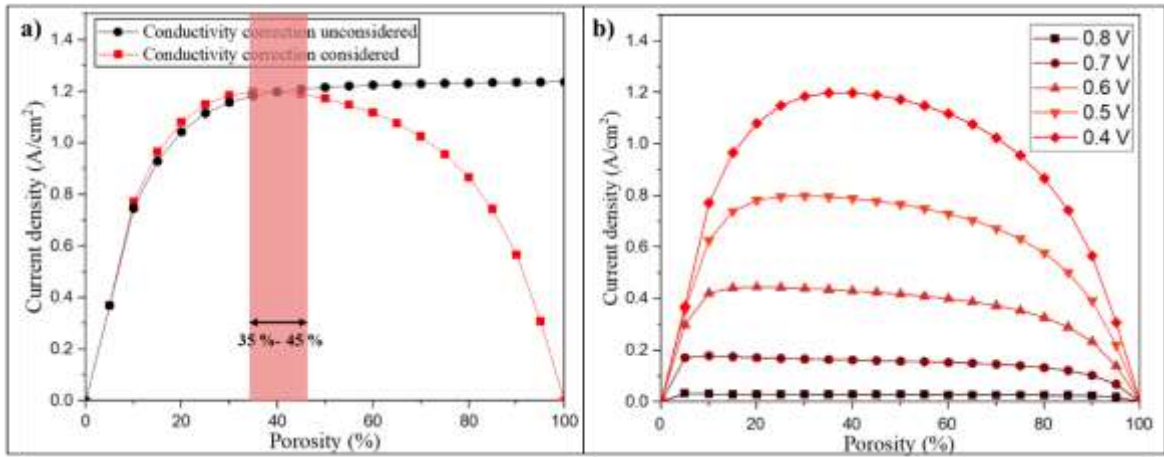 a)
Conductivity correction unconsidered
Conductivity correction considered
1.4
1.2
1.0
0.8
0.6
0.4
0.2
0.0
Current density (A/cm²)
35 %- 45 %
0 20 40 60 80 100
Porosity (%)
b)
0.8 V
0.7 V
0.6 V
0.5 V
0.4 V
1.4
1.2
1.0
0.8
0.6
0.4
0.2
0.0
Current density (A/cm²)
0 20 40 60 80 100
Porosity (%)